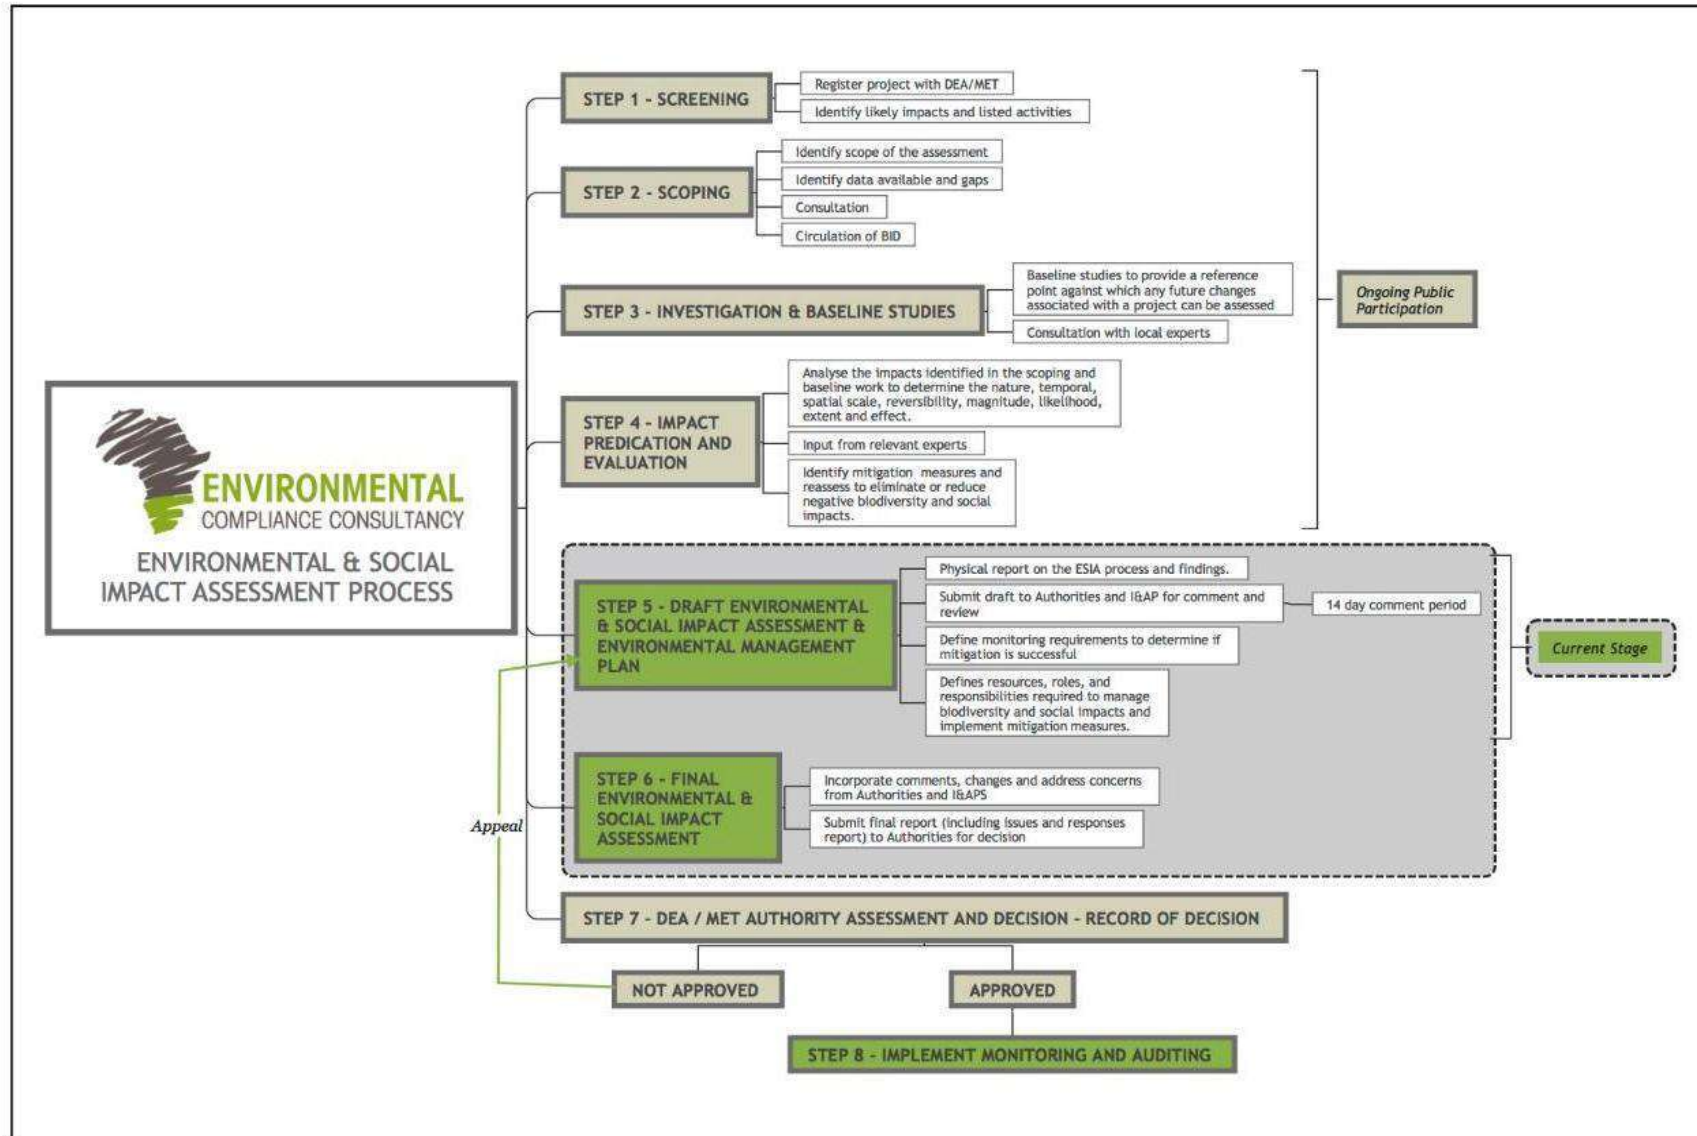 ENVIRONMENTAL
COMPLIANCE CONSULTANCY
ENVIRONMENTAL & SOCIAL
IMPACT ASSESSMENT PROCESS
STEP 1 - SCREENING
Register project with DEA/MET
Identify likely impacts and listed activities
STEP 2 - SCOPING
Identify scope of the assessment
Identify data available and gaps
Consultation
Circulation of BID
STEP 3 - INVESTIGATION & BASELINE STUDIES
Baseline studies to provide a reference
point against which any future changes
associated with a project can be assessed
Consultation with local experts
Ongoing Public
Participation
STEP 4 - IMPACT
PREDICATION AND
EVALUATION
Analyse the impacts identified in the scoping and
baseline work to determine the nature, temporal,
spatial scale, reversibility, magnitude, likelihood,
extent and effect.
Input from relevant experts
Identify mitigation measures and
reassess to eliminate or reduce
negative biodiversity and social
impacts.
STEP 5 - DRAFT ENVIRONMENTAL
& SOCIAL IMPACT ASSESSMENT &
ENVIRONMENTAL MANAGEMENT
PLAN
Physical report on the ESIA process and findings.
Submit draft to Authorities and I&AP for comment and
review
14 day comment period
Define monitoring requirements to determine if
mitigation is successful
Defines resources, roles, and
responsibilities required to manage
biodiversity and social impacts and
implement mitigation measures.
Current Stage
STEP 6 - FINAL
ENVIRONMENTAL &
SOCIAL IMPACT
ASSESSMENT
Incorporate comments, changes and address concerns
from Authorities and I&APS
Submit final report (including issues and responses
report) to Authorities for decision
Appeal
STEP 7 - DEA / MET AUTHORITY ASSESSMENT AND DECISION - RECORD OF DECISION
NOT APPROVED
APPROVED
STEP 8 - IMPLEMENT MONITORING AND AUDITING